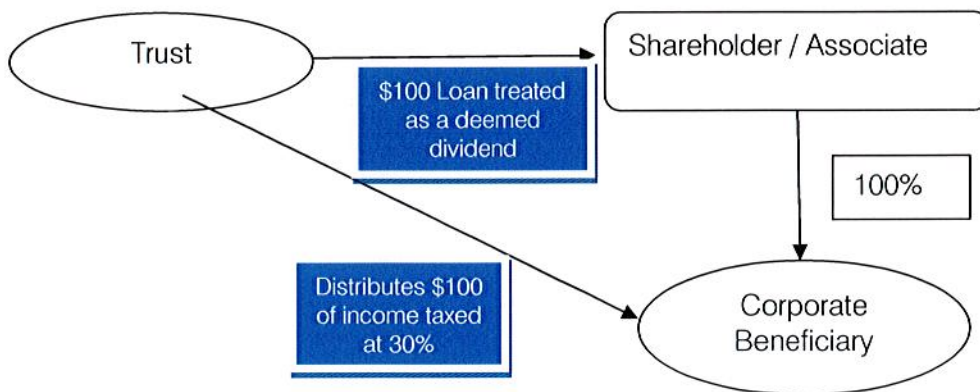 Trust
Shareholder / Associate
$100 Loan treated
as a deemed
dividend
100%
Distributes $100
of income taxed
at 30%
Corporate
Beneficiary